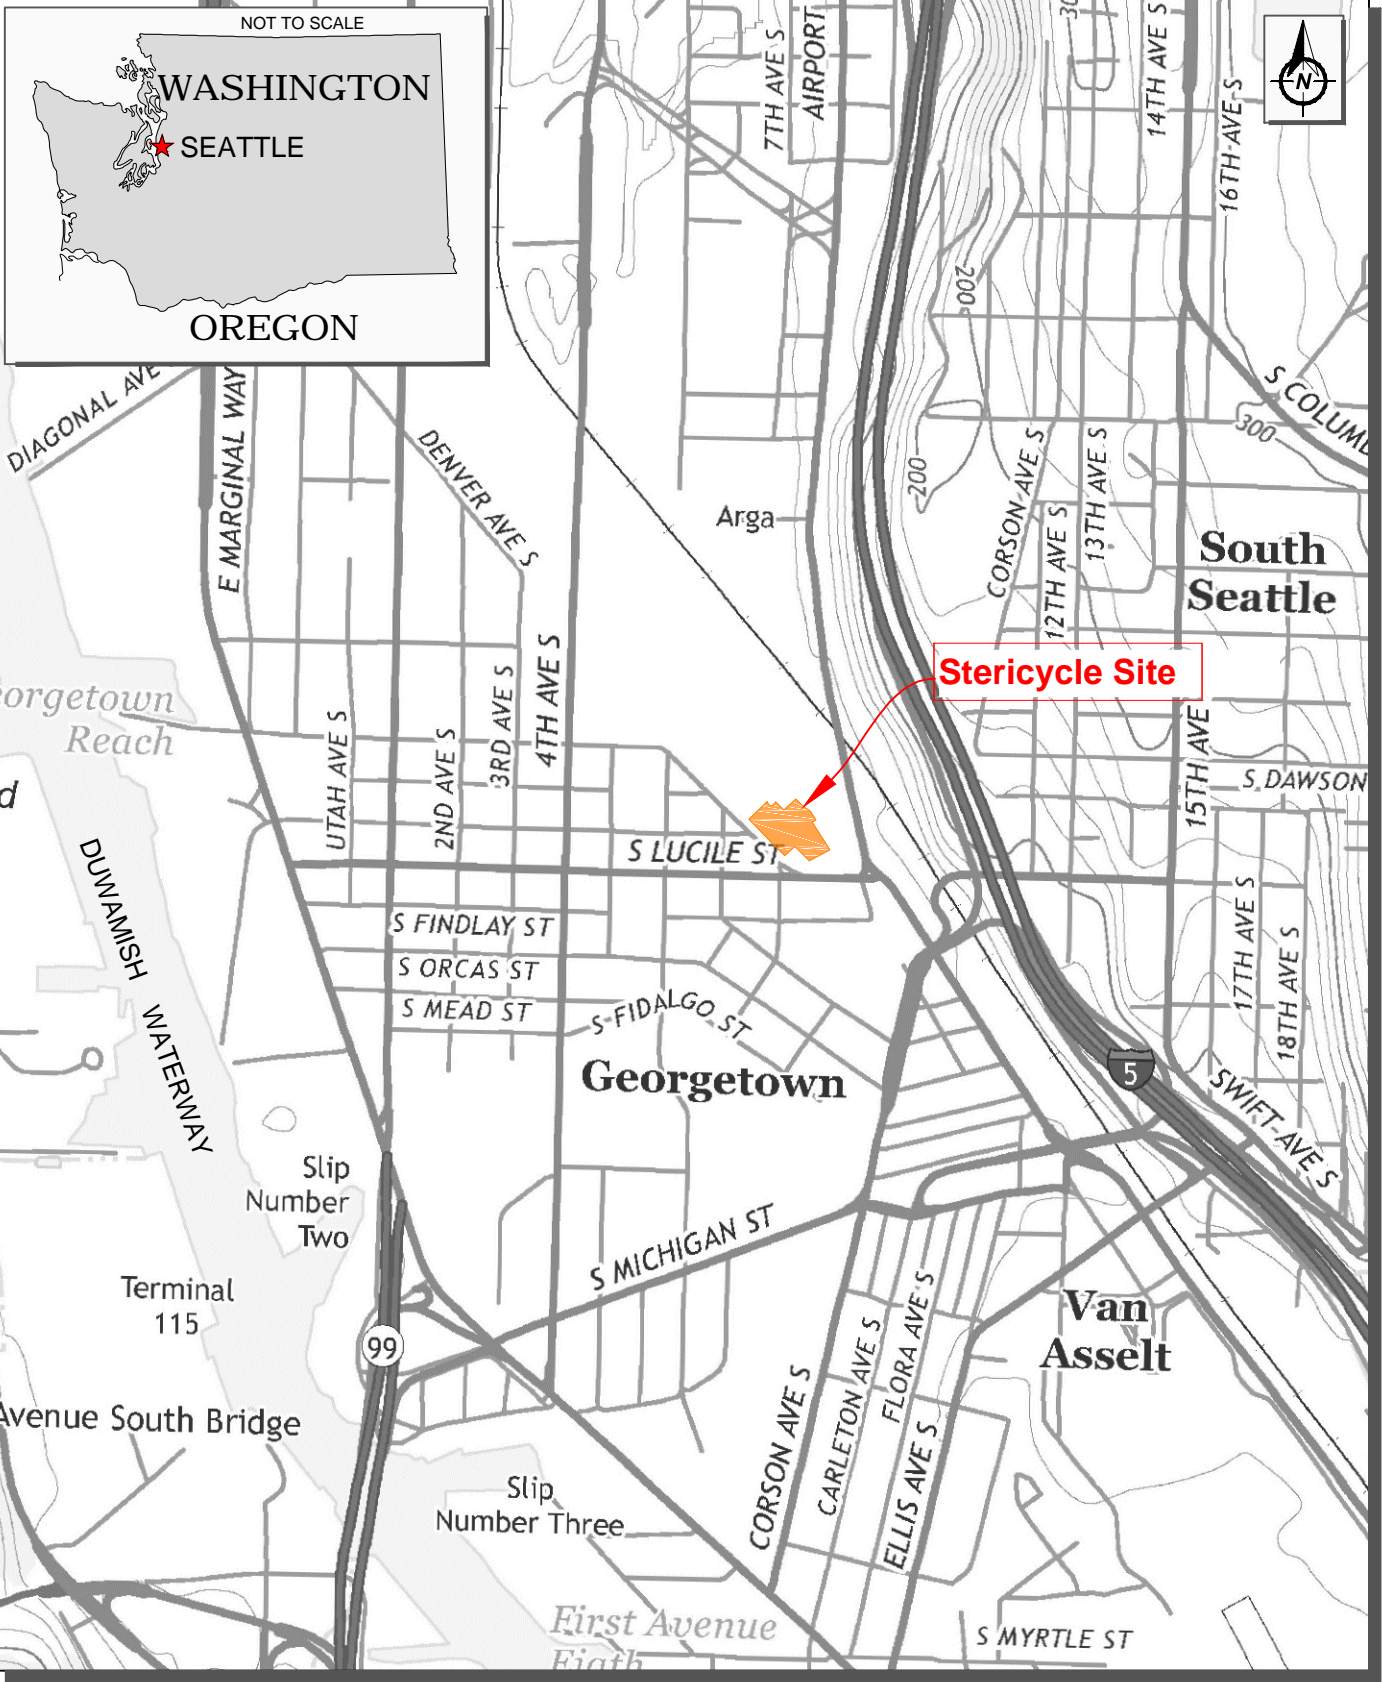 NOT TO SCALE
WASHINGTON
SEATTLE
OREGON
7TH AVE S
AIRPORT
14TH AVE S
16TH AVE S
N
200
DIAGONAL AVE
E MARGINAL WAY
DENVER AVE S
S COLUM
300
200
CORSON AVE S
13TH AVE S
12TH AVE S
Arga
South
Seattle
Stericycle Site
orgetown
Reach
UTAH AVE S
2ND AVE S
3RD AVE S
4TH AVE S
15TH AVE
S DAWSON
d
S LUCILE ST
DUWAMISH WATERWAY
S FINDLAY ST
S ORCAS ST
S MEAD ST
S FIDALGO ST
17TH AVE S
18TH AVE S
Georgetown
5
SWIFT AVE S
Slip
Number
Two
S MICHIGAN ST
Terminal
115
99
Van
Asselt
Avenue South Bridge
CORSON AVE S
CARLETON AVE S
FLORA AVE S
ELLIS AVE S
Slip
Number Three
First Avenue
S MYRTLE ST